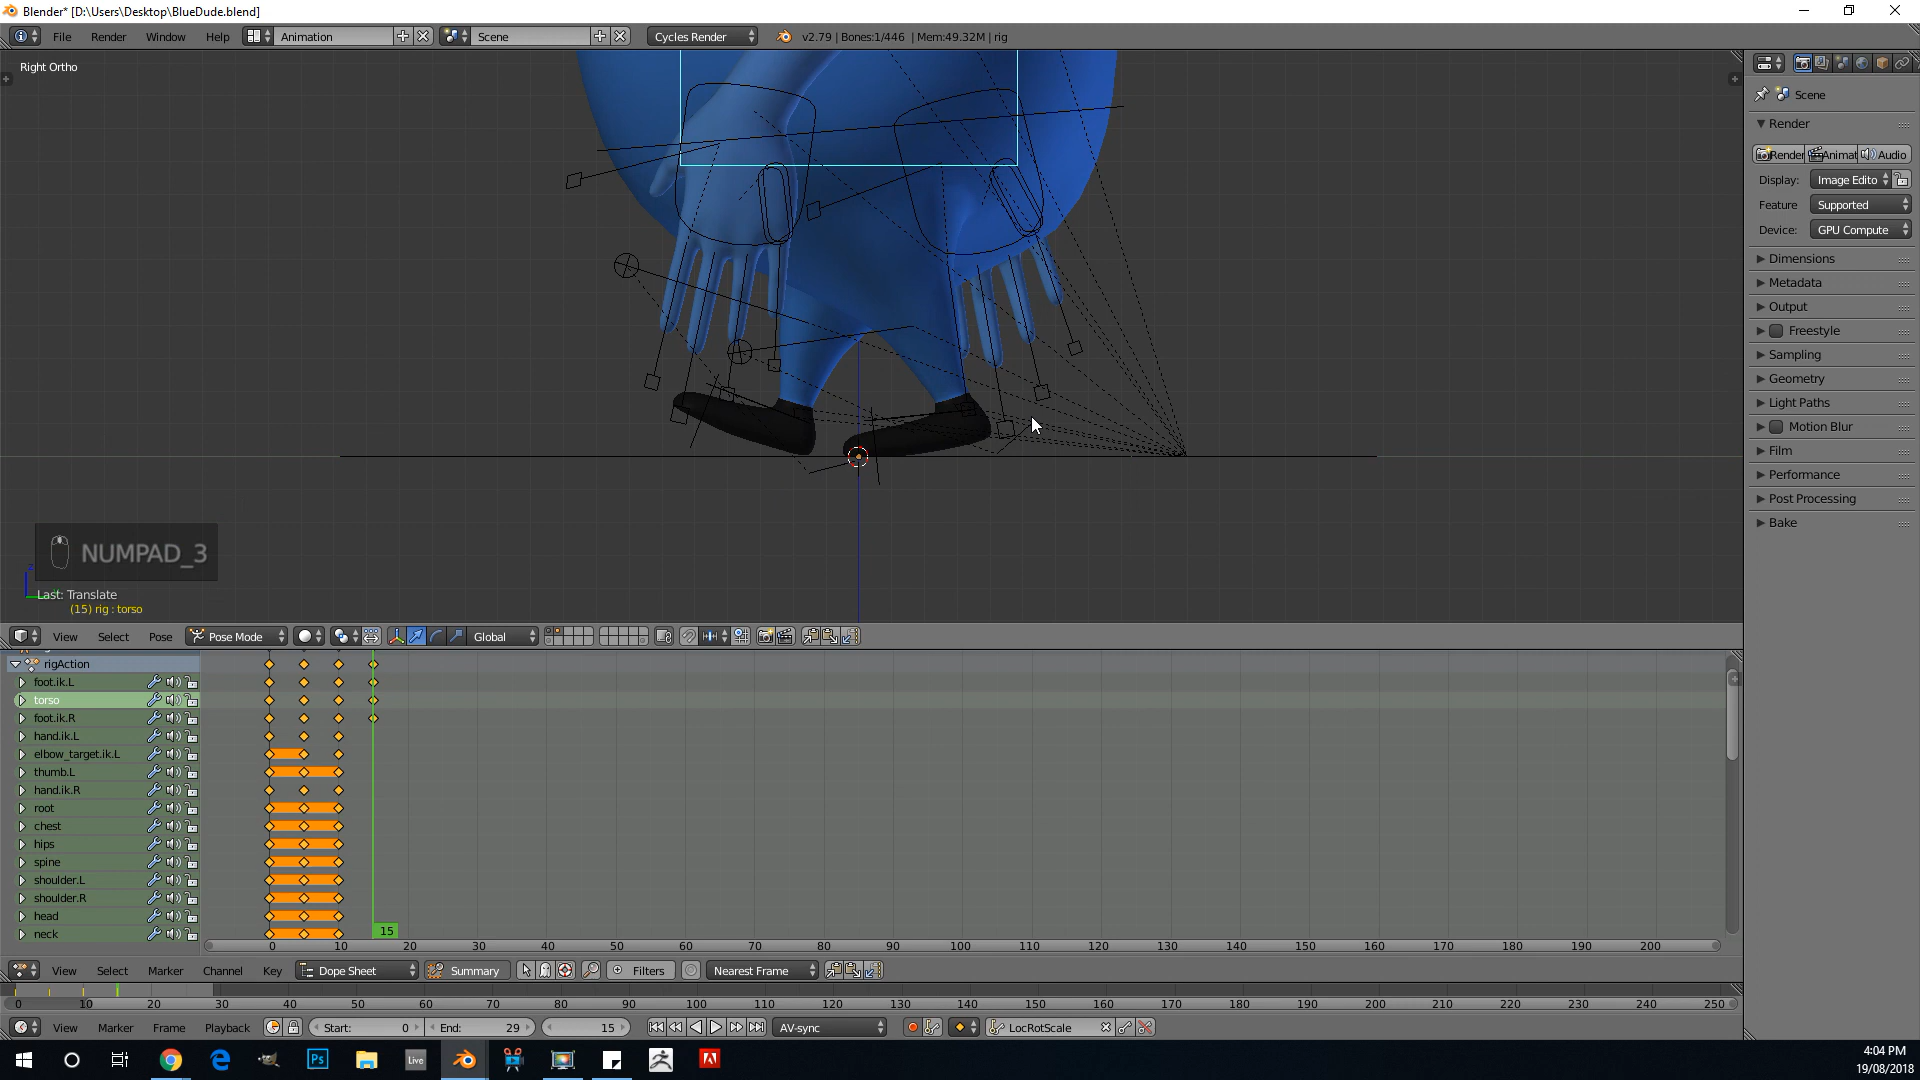 Blender* [D:\Users\Desktop\BlueDude.blend]
File Render Window Help Animation Scene Cycles Render v2.79 | Bones:1/446 | Mem:49.32M | rig
Right Ortho
Scene
Render
Render Animat Audio
Display: Image Edito
Feature Supported
Device: GPU Compute
Dimensions
Metadata
Output
Freestyle
Sampling
Geometry
Light Paths
Motion Blur
Film
Performance
Post Processing
Bake
NUMPAD_3
Last: Translate
(15) rig : torso
View Select Pose Pose Mode Global
rigAction
foot.ik.L
torso
foot.ik.R
hand.ik.L
elbow_target.ik.L
thumb.L
hand.ik.R
root
chest
hips
spine
shoulder.L
shoulder.R
head
neck
15
0 10 20 30 40 50 60 70 80 90 100 110 120 130 140 150 160 170 180 190 200
View Select Marker Channel Key Dope Sheet Summary Filters Nearest Frame
0 10 20 30 40 50 60 70 80 90 100 110 120 130 140 150 160 170 180 190 200 210 220 230 240 250
View Marker Frame Playback Start: 0 End: 29 15 AV-sync LocRotScale
Ps Live
4:04 PM
19/08/2018